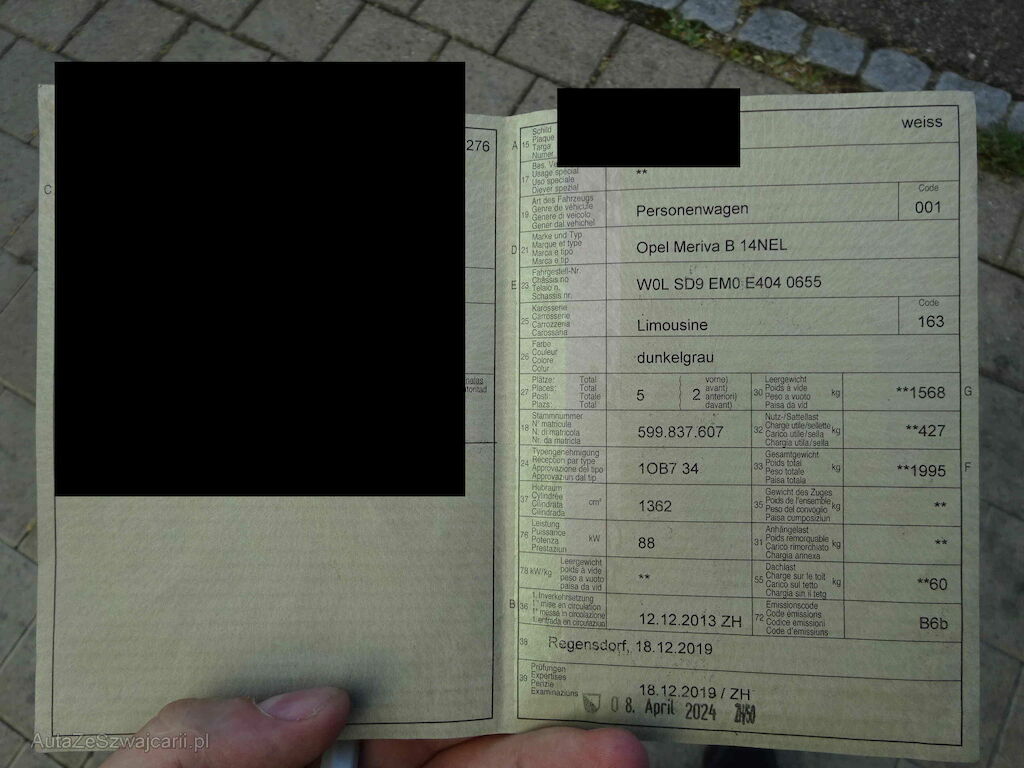 276
C
nalas
A 15 Schild
Plaque
Targa
Numer
weiss
17 Bes. Ve
Usage spécial
Uso speciale
Diever spezial
**
19 Art des Fahrzeugs
Genre de véhicule
Genere di veicolo
Gener dal vehichel
Personenwagen
Code
001
D 21 Marke und Typ
Marque et type
Marca e tipo
Marca e tip
Opel Meriva B 14NEL
E 23 Fahrgestell-Nr.
Châssis no
Telaio n.
Schassis nr.
W0L SD9 EM0 E404 0655
25 Karosserie
Carrosserie
Carrozzeria
Carossaria
Limousine
Code
163
26 Farbe
Couleur
Colore
Colur
dunkelgrau
27 Plätze: Total
Places: Total
Posti: Totale
Plazs: Total
5 ( 2 vorne)
avant)
anteriori)
davant)
30 Leergewicht
Poids à vide
Peso a vuoto
Paisa da vid
kg
**1568 G
18 Stammnummer
N° matricule
N. di matricola
Nr. da matricla
599.837.607
32 Nutz-/Sattellast
Charge utile/sellette
Carico utile/sella
Chargia utila/sella
kg
**427
24 Typengenehmigung
Réception par type
Approvazione del tipo
Approvaziun dal tip
1OB7 34
33 Gesamtgewicht
Poids total
Peso totale
Paisa totala
kg
**1995 F
37 Hubraum
Cylindrée
Cilindrata
Cilindrada
cm³
1362
35 Gewicht des Zuges
Poids de l'ensemble
Peso del convoglio
Paisa cumposiziun
kg
**
76 Leistung
Puissance
Potenza
Prestaziun
kW
88
31 Anhängelast
Poids remorquable
Carico rimorchiato
Chargia annexa
kg
**
78 kW/kg Leergewicht
poids à vide
peso a vuoto
paisa da vid
**
55 Dachlast
Charge sur le toit
Carico sul tetto
Chargia sin il tetg
kg
**60
B 36 1. Inverkehrsetzung
1re mise en circulation
1a messa in circolazione
1. entrada en circulaziun
12.12.2013 ZH
72 Emissionscode
Code émissions
Codice emissioni
Code d'emissiuns
B6b
38 Regensdorf, 18.12.2019
39 Prüfungen
Expertises
Perizie
Examinaziuns
18.12.2019 / ZH
0 8. April 2024 ZH50
AutaZeSzwajcarii.pl